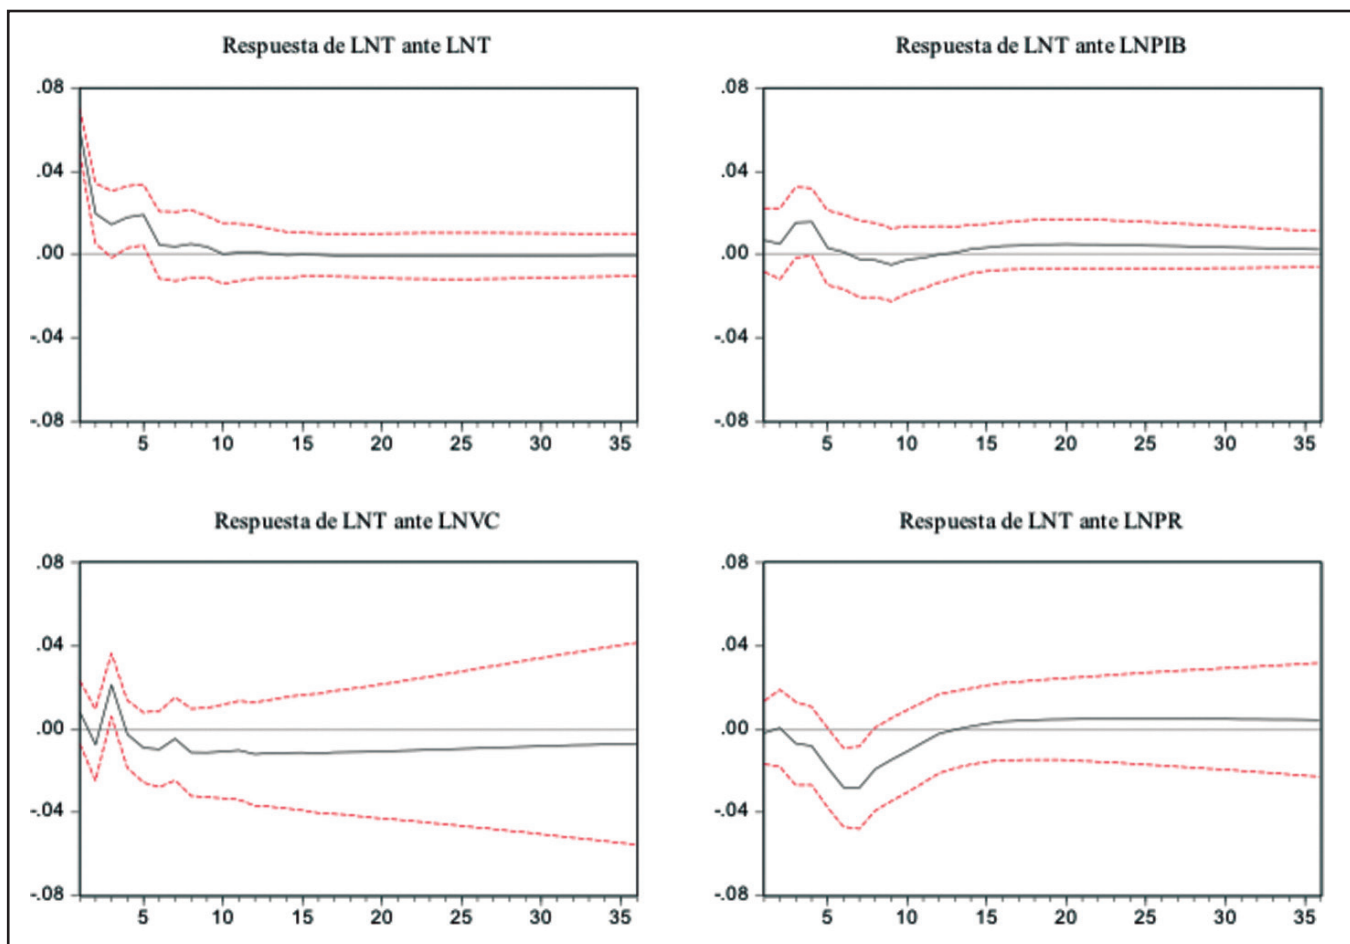 Respuesta de LNT ante LNT
.08
.04
.00
-.04
-.08
5 10 15 20 25 30 35
Respuesta de LNT ante LNPIB
.08
.04
.00
-.04
-.08
5 10 15 20 25 30 35
Respuesta de LNT ante LNVC
.08
.04
.00
-.04
-.08
5 10 15 20 25 30 35
Respuesta de LNT ante LNPR
.08
.04
.00
-.04
-.08
5 10 15 20 25 30 35